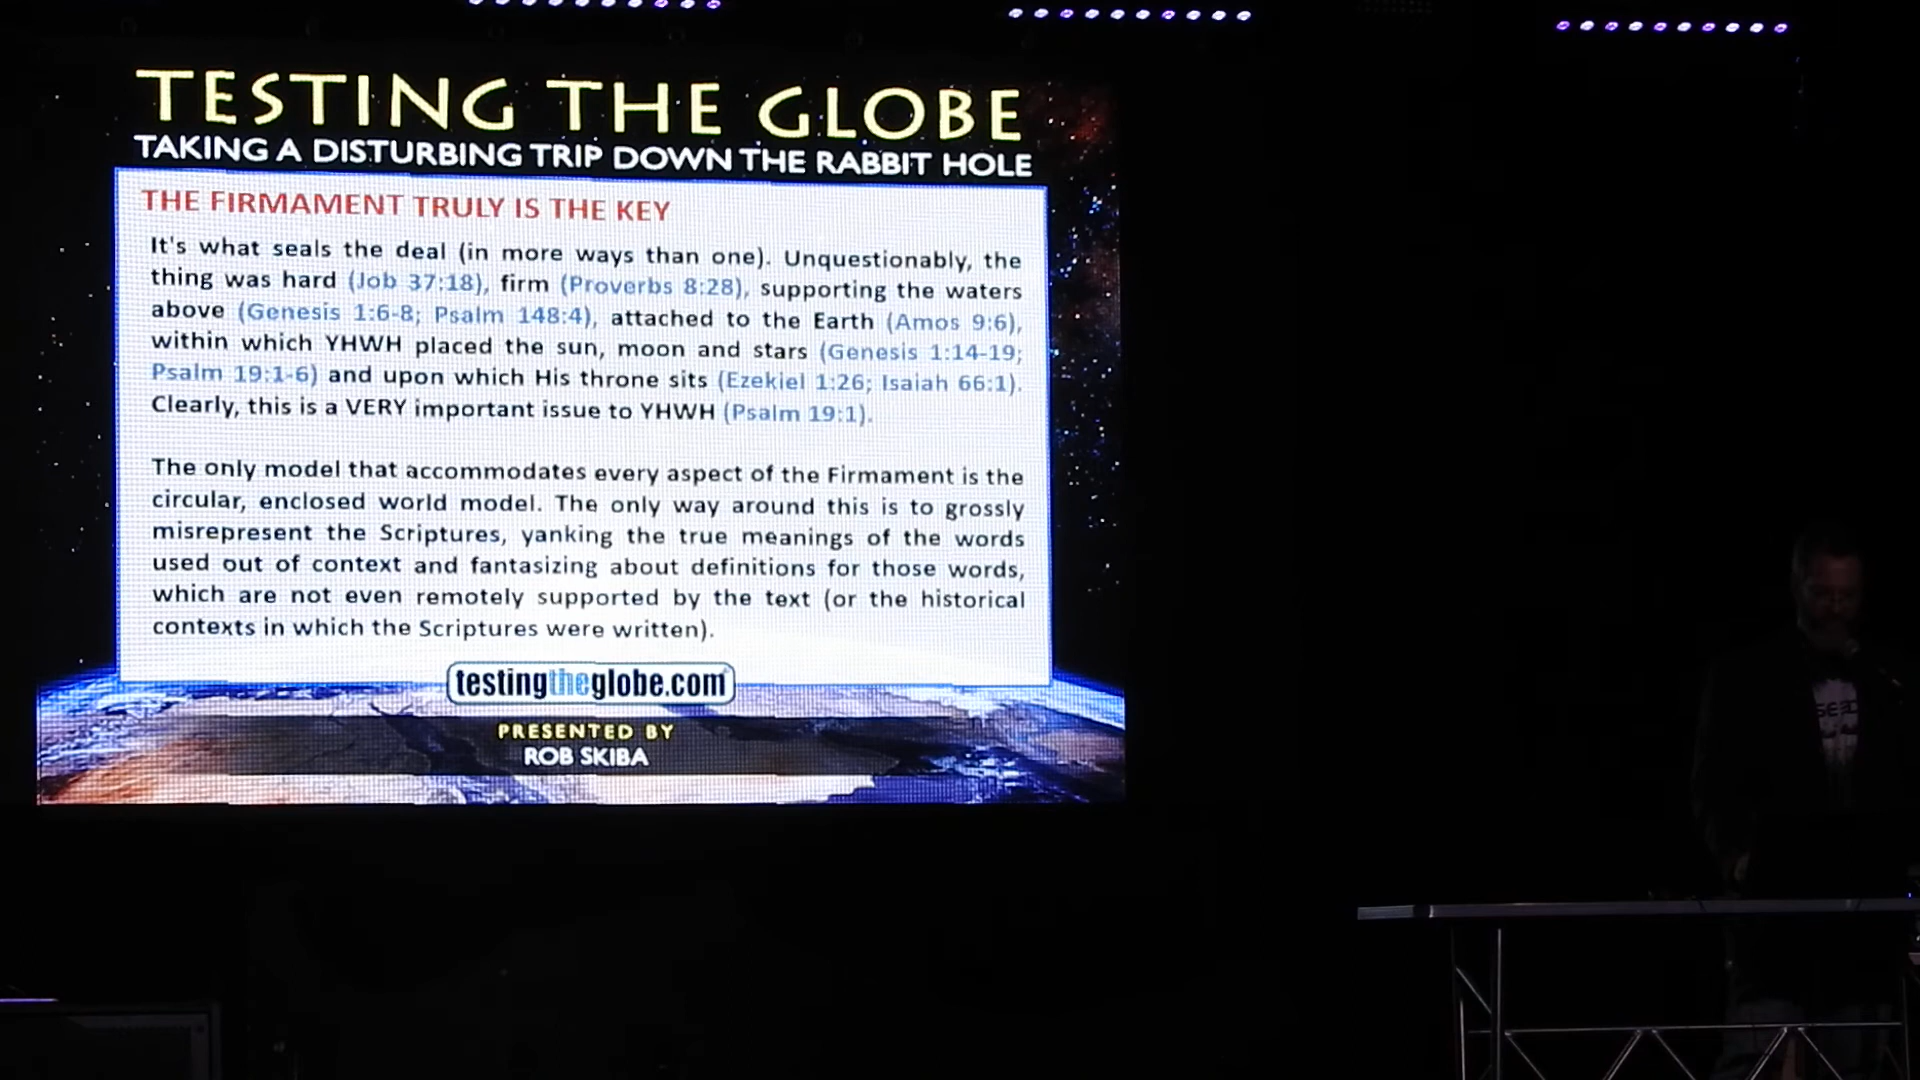 TESTING THE GLOBE
TAKING A DISTURBING TRIP DOWN THE RABBIT HOLE
THE FIRMAMENT TRULY IS THE KEY
It's what seals the deal (in more ways than one). Unquestionably, the
thing was hard (Job 37:18), firm (Proverbs 8:28), supporting the waters
above (Genesis 1:6-8; Psalm 148:4), attached to the Earth (Amos 9:6),
within which YHWH placed the sun, moon and stars (Genesis 1:14-19;
Psalm 19:1-6) and upon which His throne sits (Ezekiel 1:26; Isaiah 66:1).
Clearly, this is a VERY important issue to YHWH (Psalm 19:1).
The only model that accommodates every aspect of the Firmament is the
circular, enclosed world model. The only way around this is to grossly
misrepresent the Scriptures, yanking the true meanings of the words
used out of context and fantasizing about definitions for those words,
which are not even remotely supported by the text (or the historical
contexts in which the Scriptures were written).
testingtheglobe.com
PRESENTED BY
ROB SKIBA